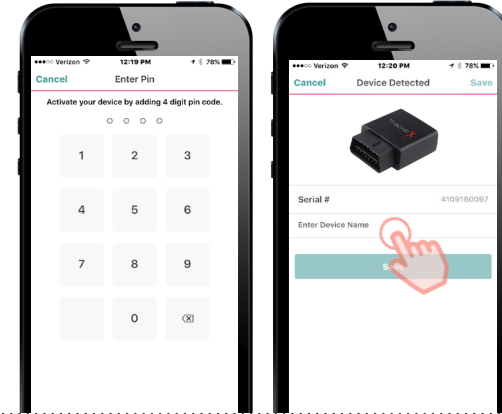 Verizon 12:19 PM 78%
Cancel Enter Pin
Activate your device by adding 4 digit pin code.
1 2 3
4 5 6
7 8 9
0
Verizon 12:20 PM 78%
Cancel Device Detected Save
Serial # 4109160097
Enter Device Name